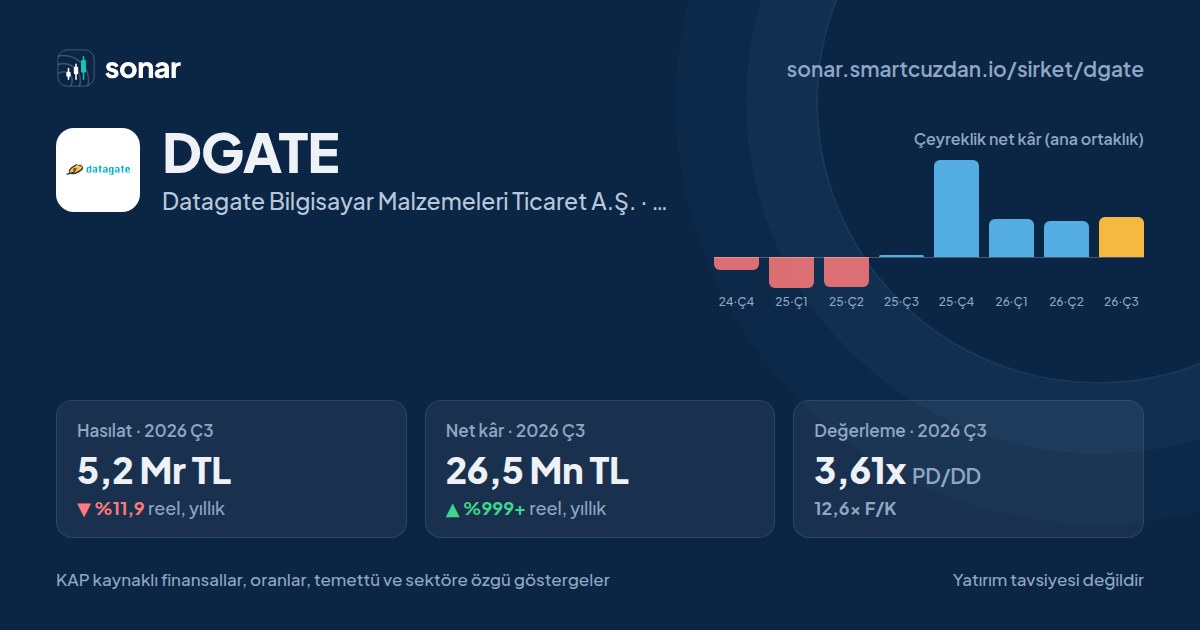 sonar
sonar.smartcuzdan.io/sirket/dgate
datagate
DGATE
Datagate Bilgisayar Malzemeleri Ticaret A.Ş. · ...
Çeyreklik net kâr (ana ortaklık)
24-Ç4 25-Ç1 25-Ç2 25-Ç3 25-Ç4 26-Ç1 26-Ç2 26-Ç3
Hasılat · 2026 Ç3
5,2 Mr TL
▼ %11,9 reel, yıllık
Net kâr · 2026 Ç3
26,5 Mn TL
▲ %999+ reel, yıllık
Değerleme · 2026 Ç3
3,61x PD/DD
12,6x F/K
KAP kaynaklı finansallar, oranlar, temettü ve sektöre özgü göstergeler
Yatırım tavsiyesi değildir